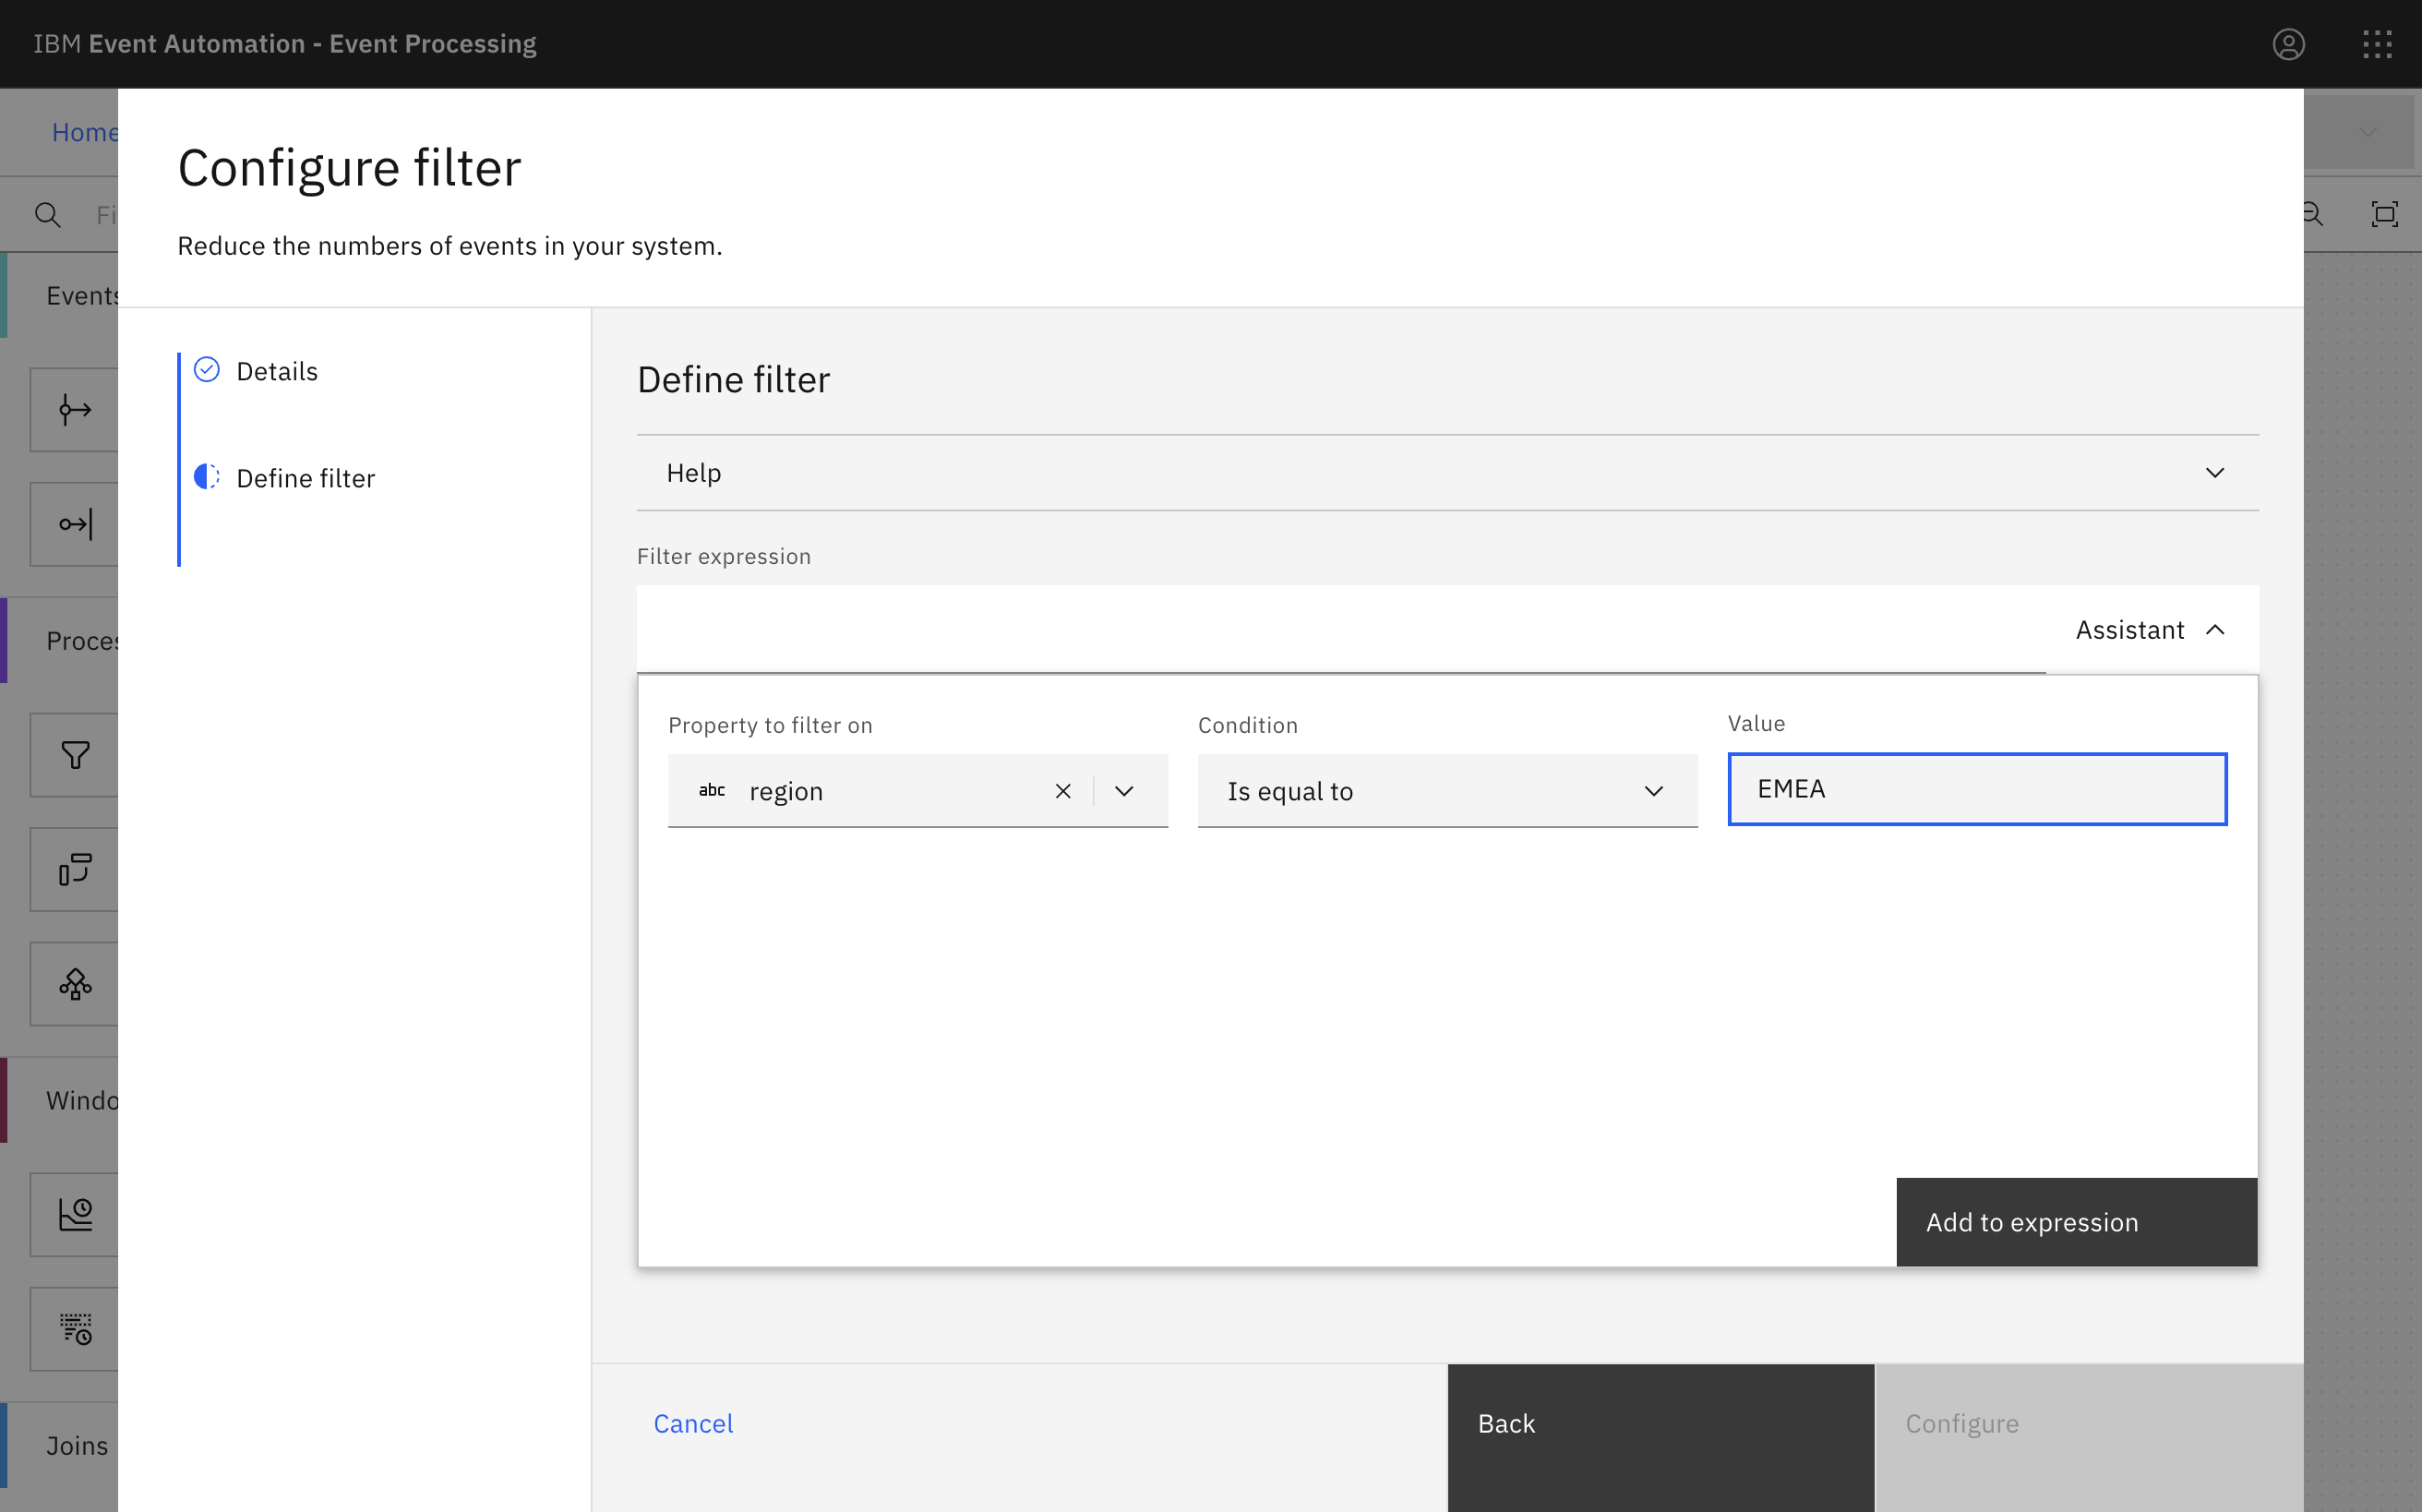 IBM Event Automation - Event Processing
Home
Configure filter
Reduce the numbers of events in your system.
Fi
Events
Details
Define filter
Define filter
Help
Filter expression
Assistant
Proces
Property to filter on
Condition
Value
abc region
Is equal to
EMEA
Windo
Add to expression
Joins
Cancel
Back
Configure